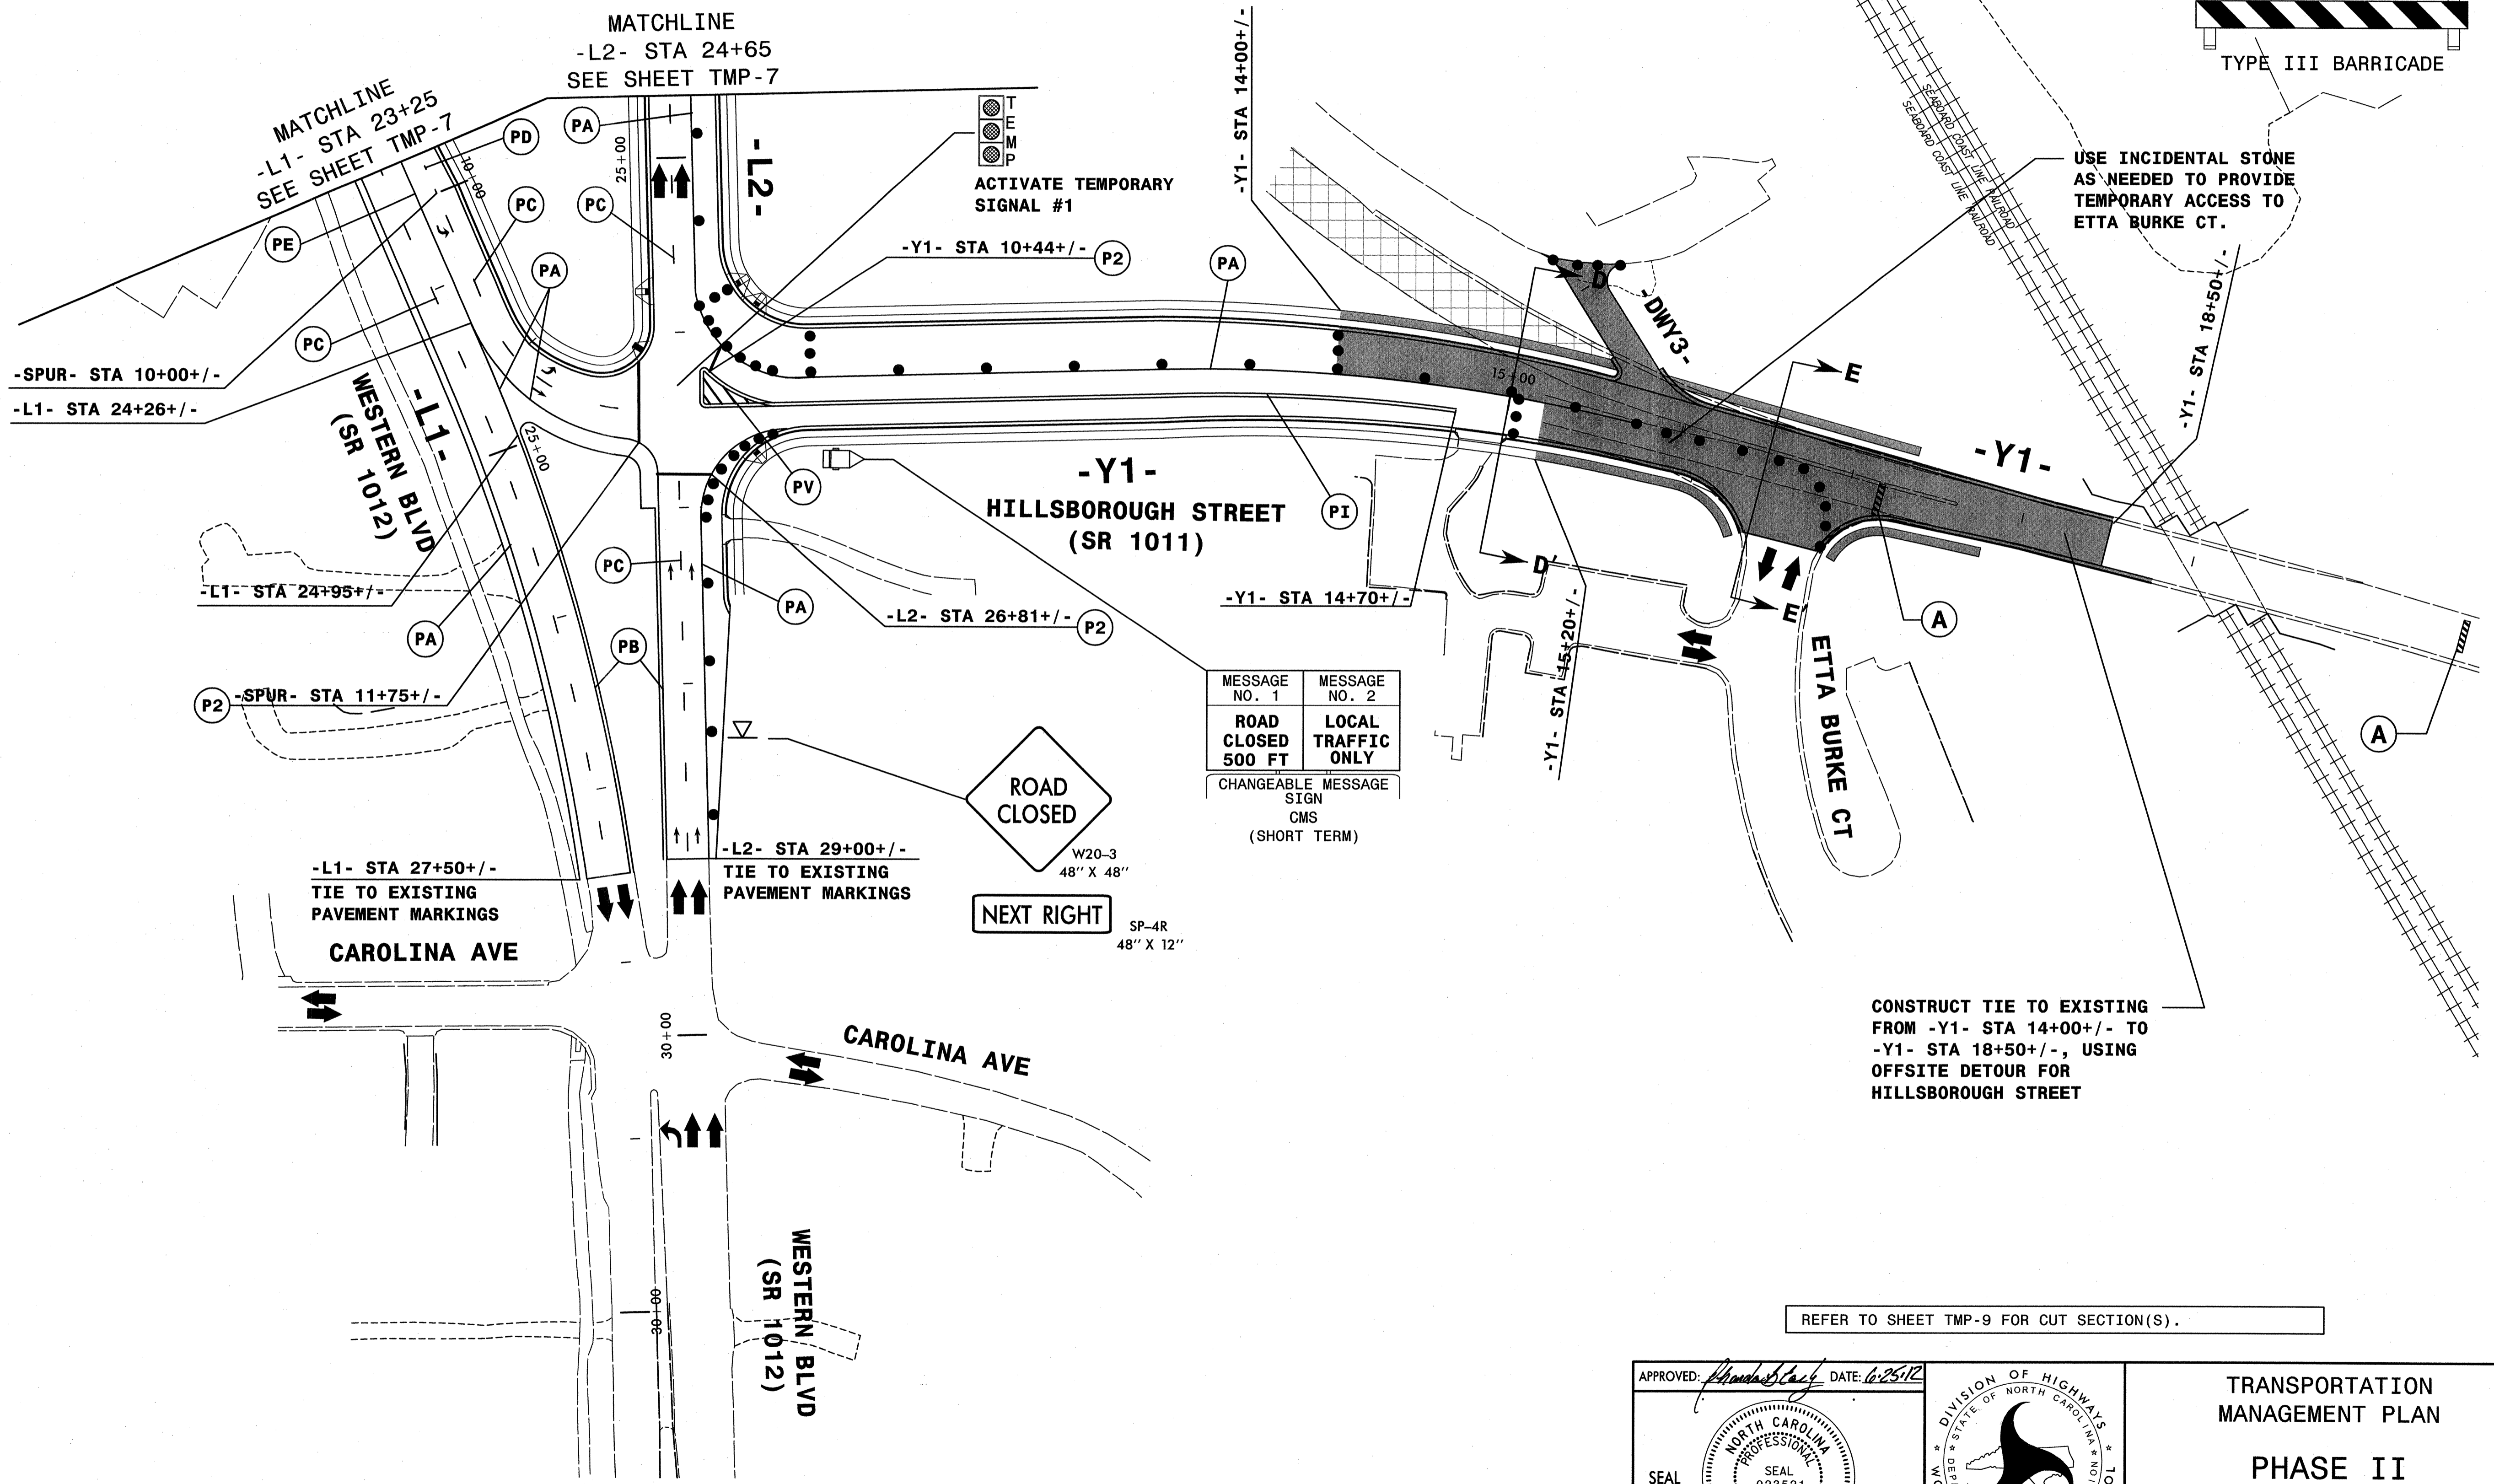 MATCHLINE
-L2- STA 24+65
SEE SHEET TMP-7
MATCHLINE
-L1- STA 23+25
SEE SHEET TMP-7
PD
PA
25+00
-L2-
10+00
PC
PC
PE
PA
PC
-SPUR- STA 10+00+/-
-L1- STA 24+26+/-
TEMP
ACTIVATE TEMPORARY
SIGNAL #1
-Y1- STA 10+44+/-
P2
PA
-Y1- STA 14+00+/-
TYPE III BARRICADE
SEABOARD COAST LINE RAILROAD
SEABOARD COAST LINE RAILROAD
USE INCIDENTAL STONE
AS NEEDED TO PROVIDE
TEMPORARY ACCESS TO
ETTA BURKE CT.
-Y1- STA 18+50+/-
D
-DWY3-
E
15+00
-Y1-
WESTERN BLVD
(SR 1012)
-L1-
25+00
PV
-Y1-
HILLSBOROUGH STREET
(SR 1011)
PI
D'
E'
A
A
-L1- STA 24+95+/-
PA
PC
PA
-L2- STA 26+81+/-
P2
-Y1- STA 14+70+/-
-Y1- STA 15+20+/-
PB
P2
-SPUR- STA 11+75+/-
MESSAGE
NO. 1
MESSAGE
NO. 2
ROAD
CLOSED
500 FT
LOCAL
TRAFFIC
ONLY
CHANGEABLE MESSAGE
SIGN
CMS
(SHORT TERM)
ETTA BURKE CT
ROAD
CLOSED
W20-3
48" X 48"
NEXT RIGHT
SP-4R
48" X 12"
-L1- STA 27+50+/-
TIE TO EXISTING
PAVEMENT MARKINGS
-L2- STA 29+00+/-
TIE TO EXISTING
PAVEMENT MARKINGS
CAROLINA AVE
30+00
CAROLINA AVE
CONSTRUCT TIE TO EXISTING
FROM -Y1- STA 14+00+/- TO
-Y1- STA 18+50+/-, USING
OFFSITE DETOUR FOR
HILLSBOROUGH STREET
WESTERN BLVD
(SR 1012)
30+00
REFER TO SHEET TMP-9 FOR CUT SECTION(S).
APPROVED:
DATE: 6-25-12
SEAL
NORTH CAROLINA
PROFESSIONAL
SEAL
DIVISION OF HIGHWAYS
STATE OF NORTH CAROLINA
TRANSPORTATION
MANAGEMENT PLAN
PHASE II